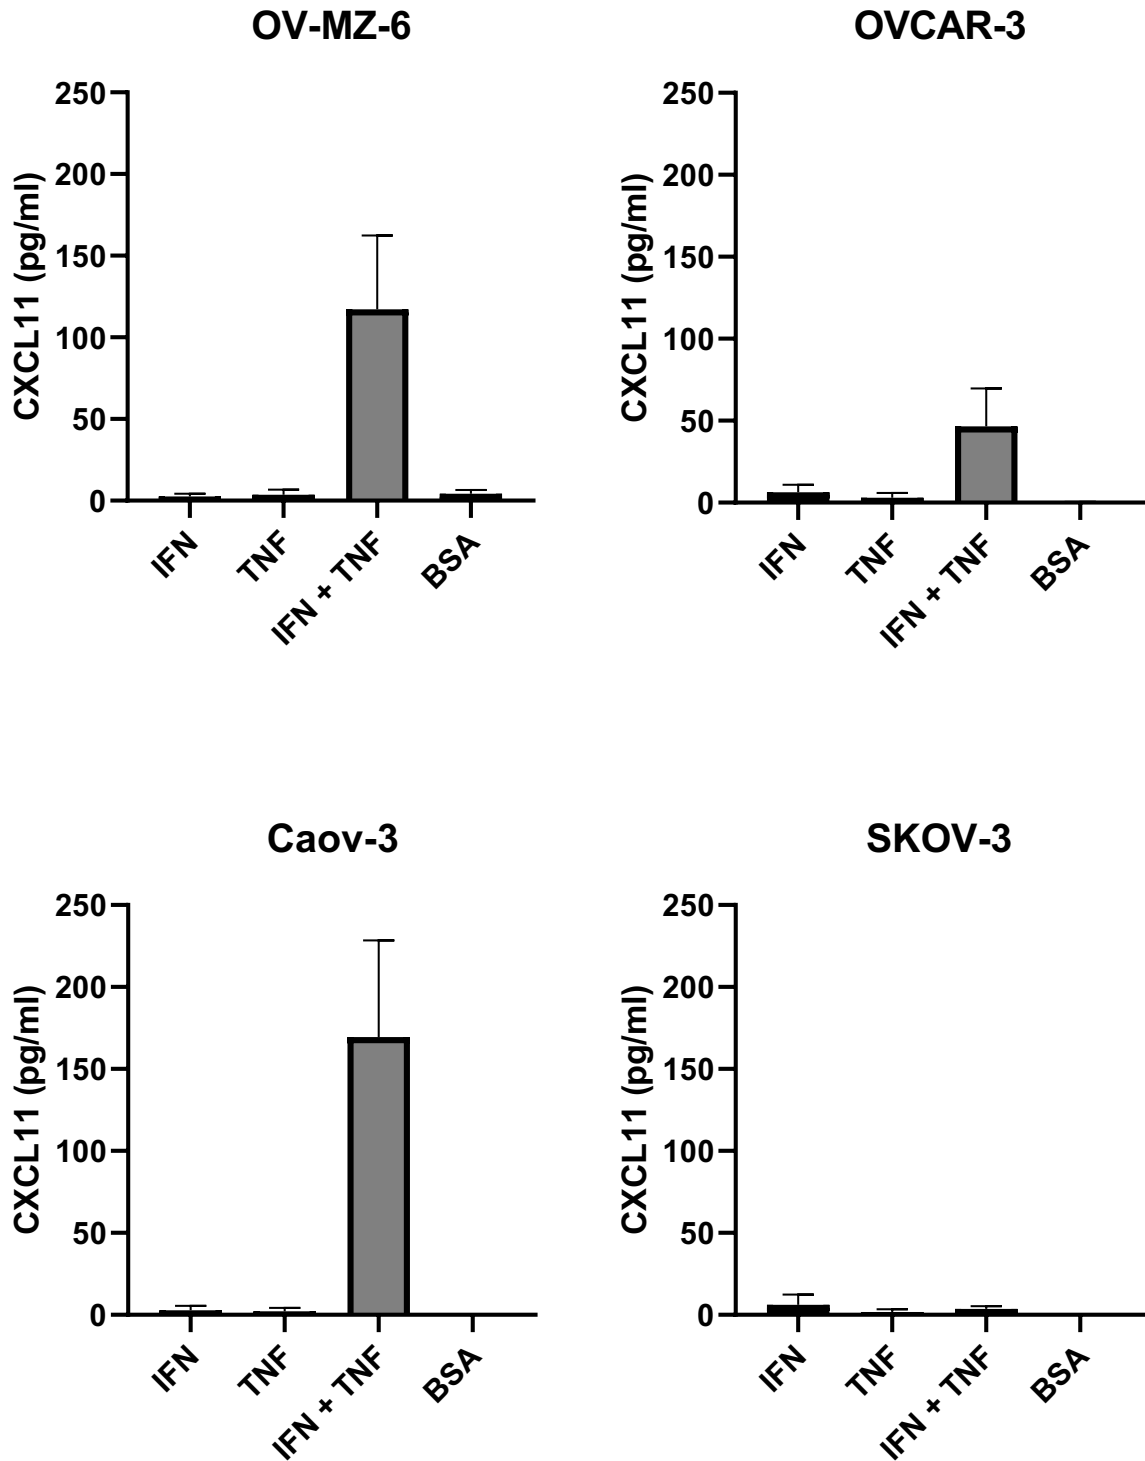 OV-MZ-6
CXCL11 (pg/ml)
250
200
150
100
50
0
IFN
TNF
IFN + TNF
BSA
OVCAR-3
CXCL11 (pg/ml)
250
200
150
100
50
0
IFN
TNF
IFN + TNF
BSA
Caov-3
CXCL11 (pg/ml)
250
200
150
100
50
0
IFN
TNF
IFN + TNF
BSA
SKOV-3
CXCL11 (pg/ml)
250
200
150
100
50
0
IFN
TNF
IFN + TNF
BSA